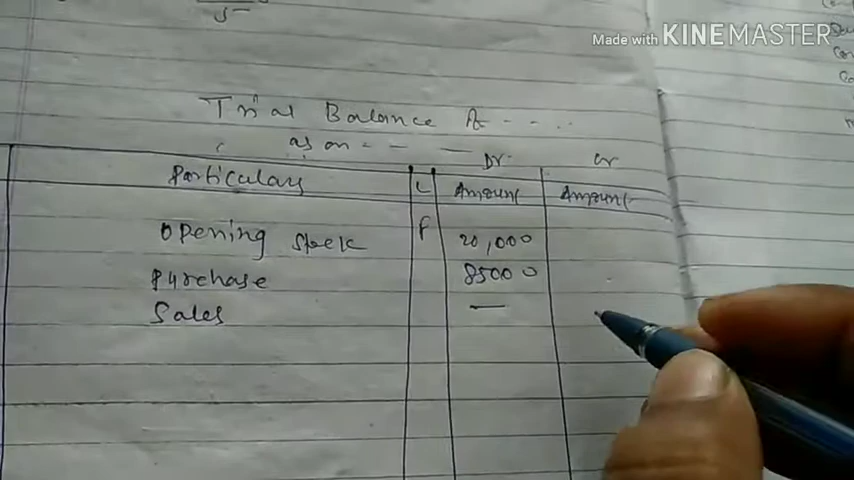 Made with KINEMASTER
Trial Balance A - - - -
as on - - -
Dr. Cr
Particulars L Amount Amount
Opening Stock F 20,000
Purchase 85000
Sales —